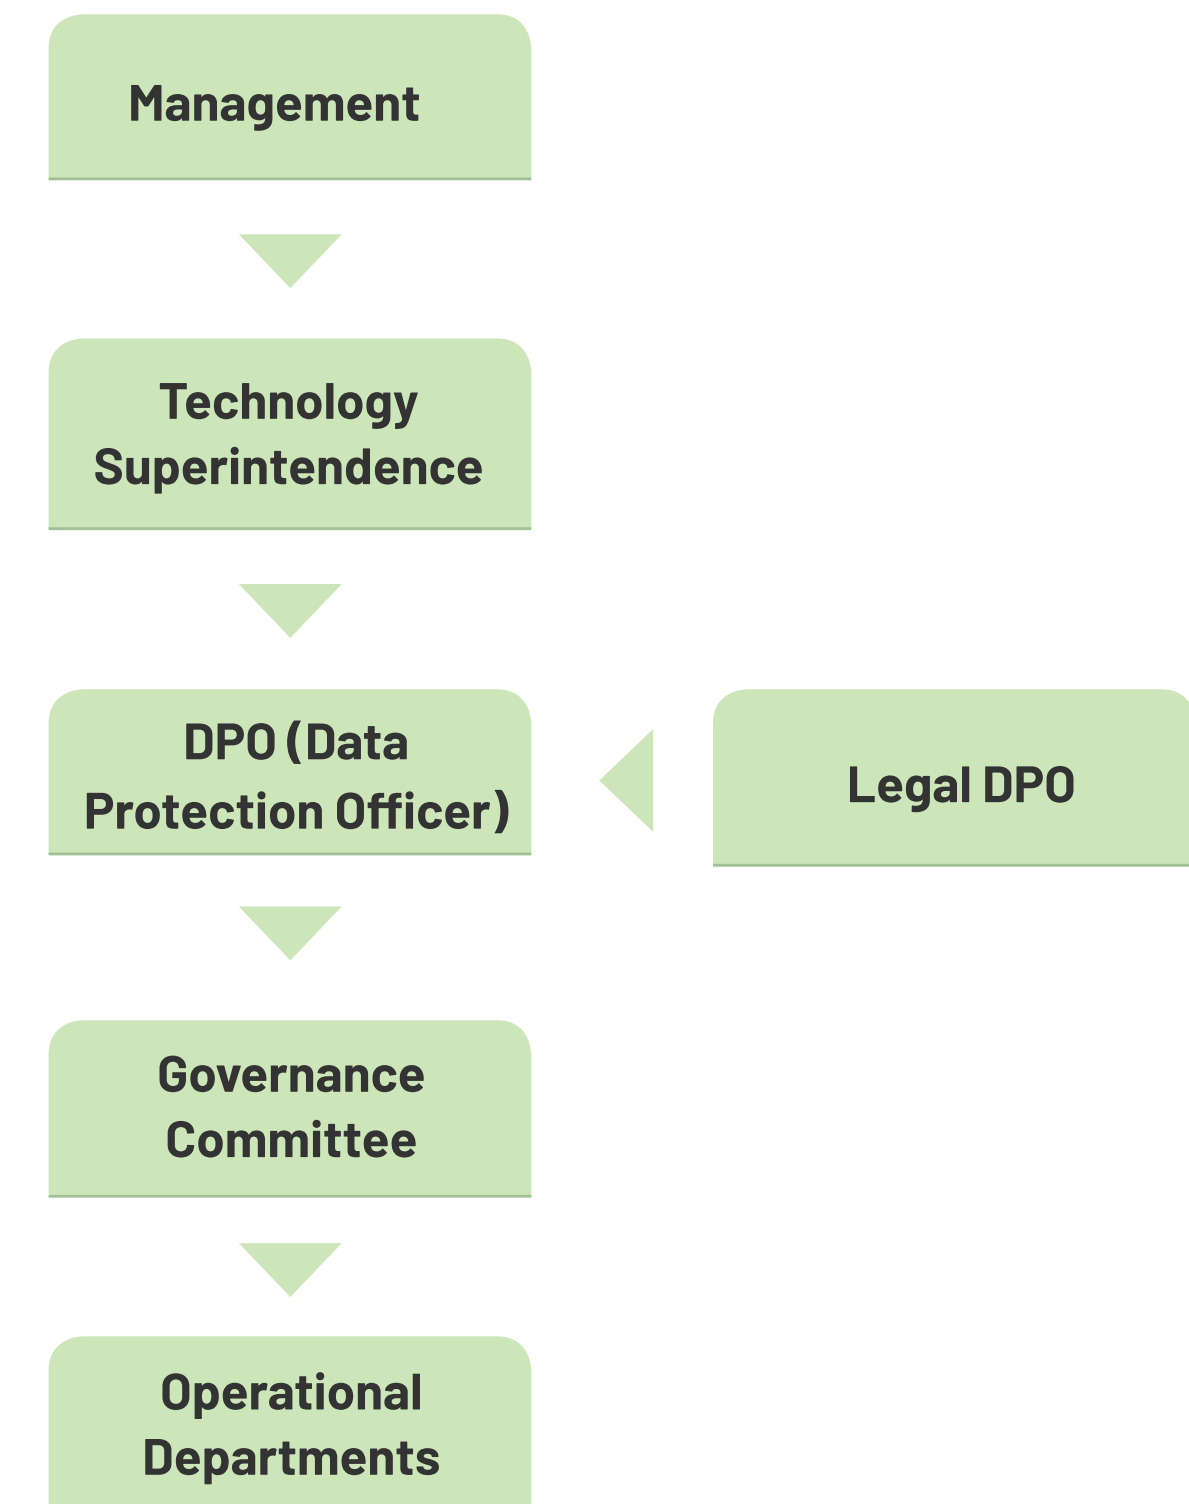 Management
Technology
Superintendence
DPO (Data
Protection Officer)
Legal DPO
Governance
Committee
Operational
Departments